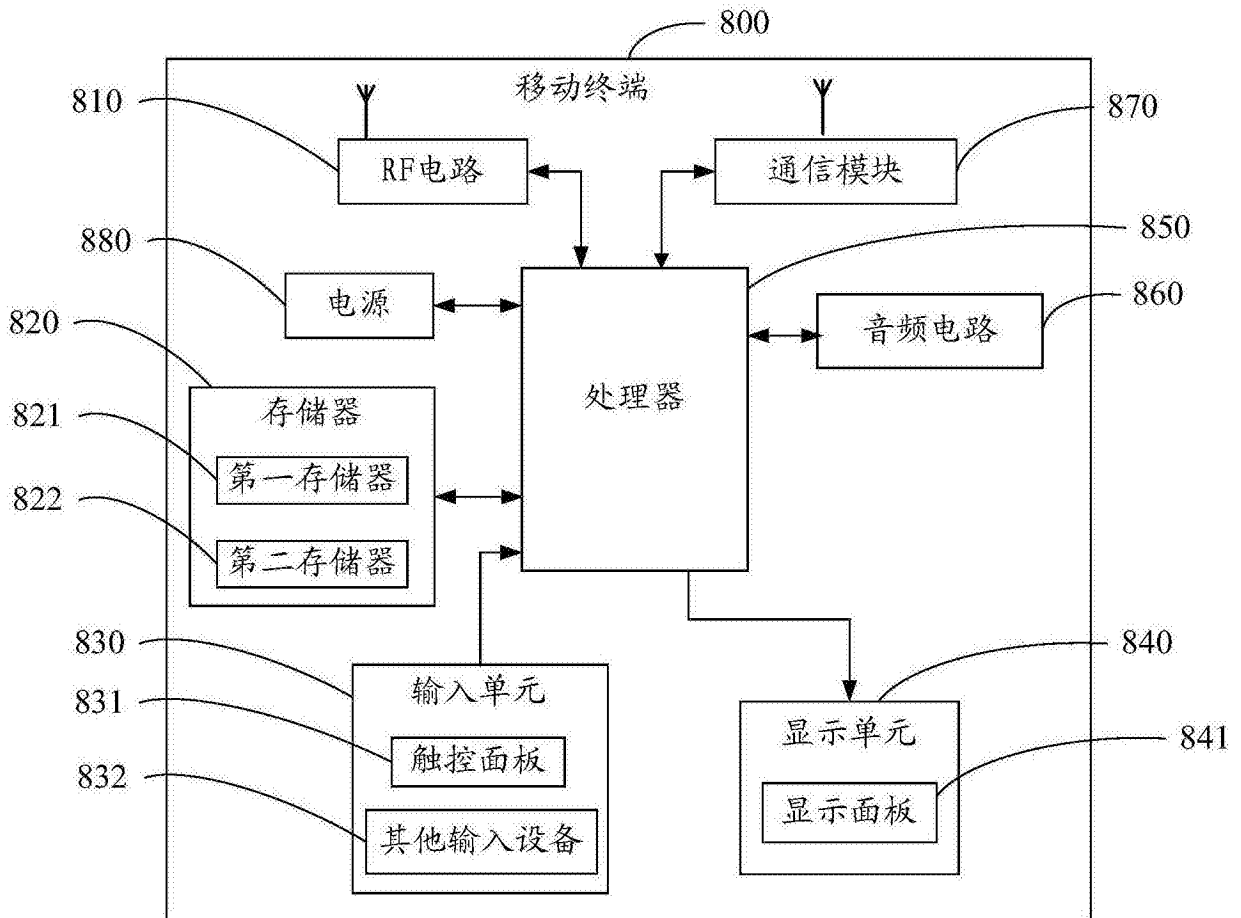 800
移动终端
810
870
RF电路
通信模块
850
880
860
电源
音频电路
820
处理器
存储器
821
第一存储器
822
第二存储器
830
840
输入单元
831
显示单元
841
触控面板
832
显示面板
其他输入设备